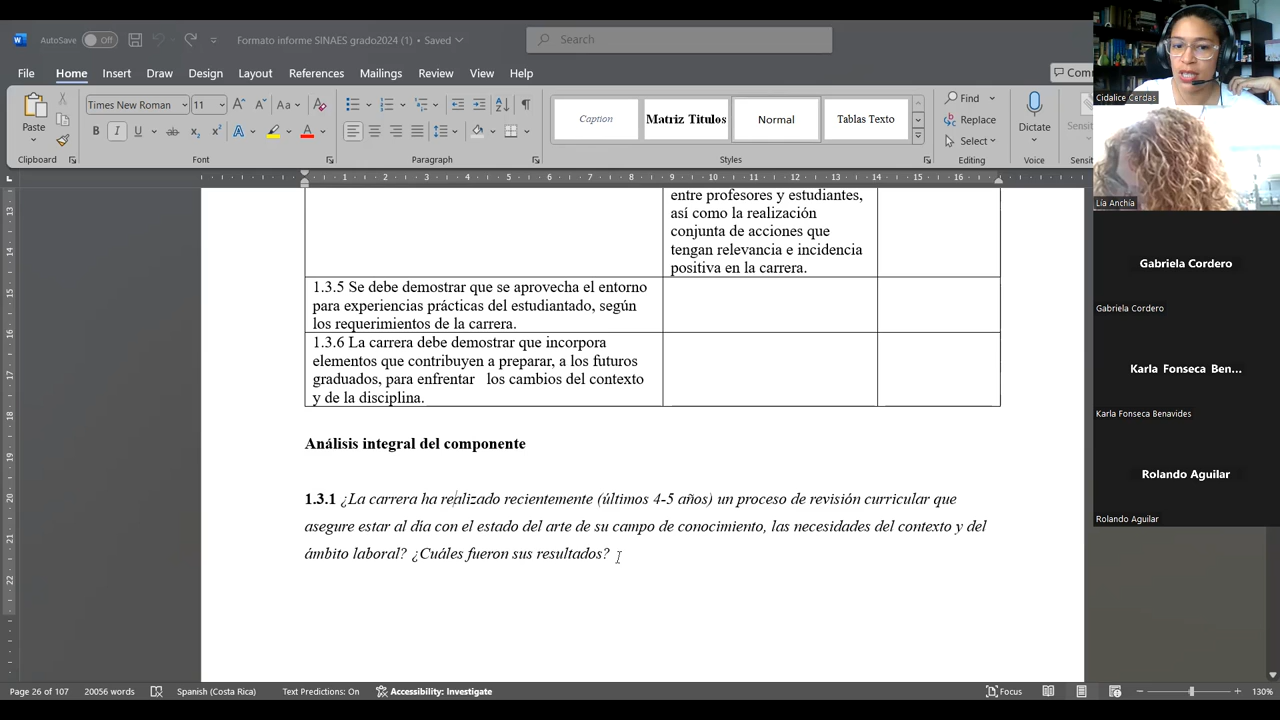 AutoSave Off
Formato informe SINAES grado2024 (1) • Saved
Search
File Home Insert Draw Design Layout References Mailings Review View Help
Paste
Clipboard
Times New Roman 11
Font
Paragraph
Caption
Matriz Titulos
Normal
Tablas Texto
Styles
Find
Replace
Select
Editing
Dictate
Voice
entre profesores y estudiantes,
así como la realización
conjunta de acciones que
tengan relevancia e incidencia
positiva en la carrera.
1.3.5 Se debe demostrar que se aprovecha el entorno
para experiencias prácticas del estudiantado, según
los requerimientos de la carrera.
1.3.6 La carrera debe demostrar que incorpora
elementos que contribuyen a preparar, a los futuros
graduados, para enfrentar los cambios del contexto
y de la disciplina.
Análisis integral del componente
1.3.1 ¿La carrera ha realizado recientemente (últimos 4-5 años) un proceso de revisión curricular que
asegure estar al día con el estado del arte de su campo de conocimiento, las necesidades del contexto y del
ámbito laboral? ¿Cuáles fueron sus resultados?
Page 26 of 107 20056 words Spanish (Costa Rica) Text Predictions: On Accessibility: Investigate Focus 130%
Cidalice Cerdas
Lía Anchía
Gabriela Cordero
Gabriela Cordero
Karla Fonseca Ben...
Karla Fonseca Benavides
Rolando Aguilar
Rolando Aguilar